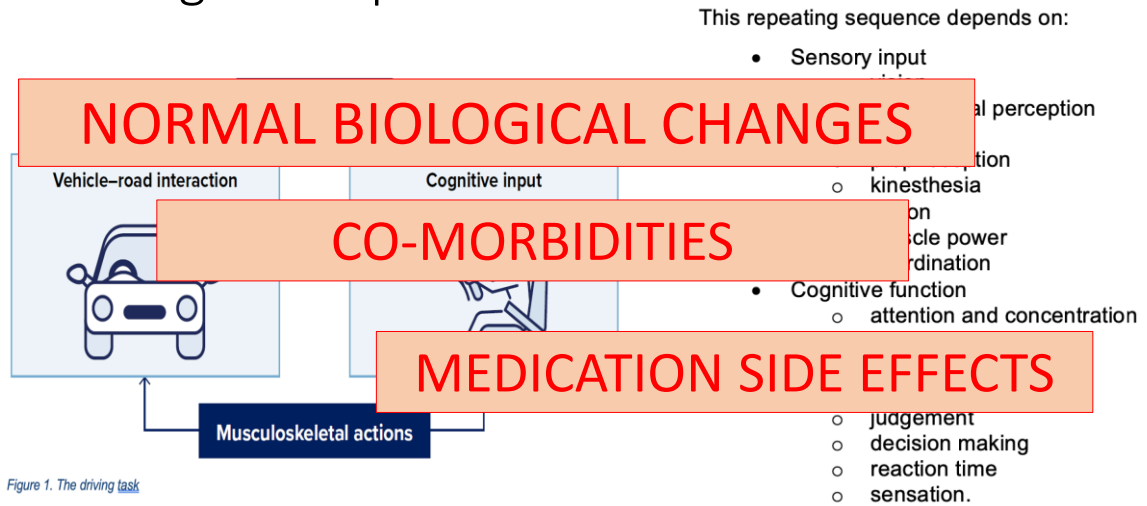 This repeating sequence depends on:
• Sensory input
NORMAL BIOLOGICAL CHANGES
perception
Vehicle–road interaction
Cognitive input
o kinesthesia
CO-MORBIDITIES
power
• Cognitive function
o attention and concentration
MEDICATION SIDE EFFECTS
o judgement
Musculoskeletal actions
o decision making
o reaction time
Figure 1. The driving task
o sensation.